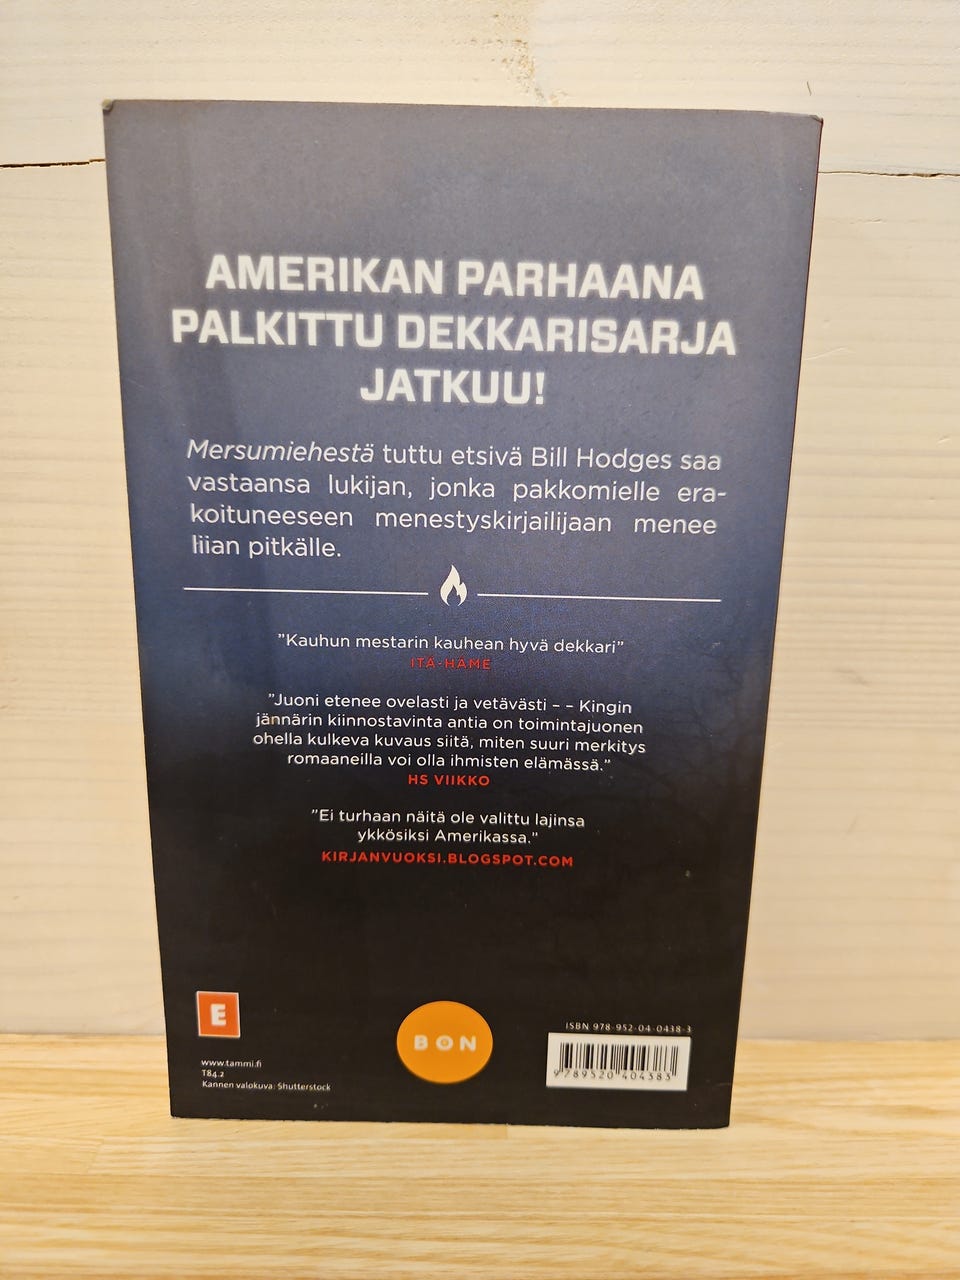 AMERIKAN PARHAANA
PALKITTU DEKKARISARJA
JATKUU!
Mersumiehestä tuttu etsivä Bill Hodges saa
vastaansa lukijan, jonka pakkomielle era-
koituneeseen menestyskirjailijaan menee
liian pitkälle.
"Kauhun mestarin kauhean hyvä dekkari"
ITÄ-HÄME
"Juoni etenee ovelasti ja vetävästi – – Kingin
jännärin kiinnostavinta antia on toimintajuonen
ohella kulkeva kuvaus siitä, miten suuri merkitys
romaaneilla voi olla ihmisten elämässä."
HS VIIKKO
"Ei turhaan näitä ole valittu lajinsa
ykkösiksi Amerikassa."
KIRJANVUOKSI.BLOGSPOT.COM
E
BON
ISBN 978-952-04-0438-3
9 789520 404383
www.tammi.fi
T84.2
Kannen valokuva: Shutterstock